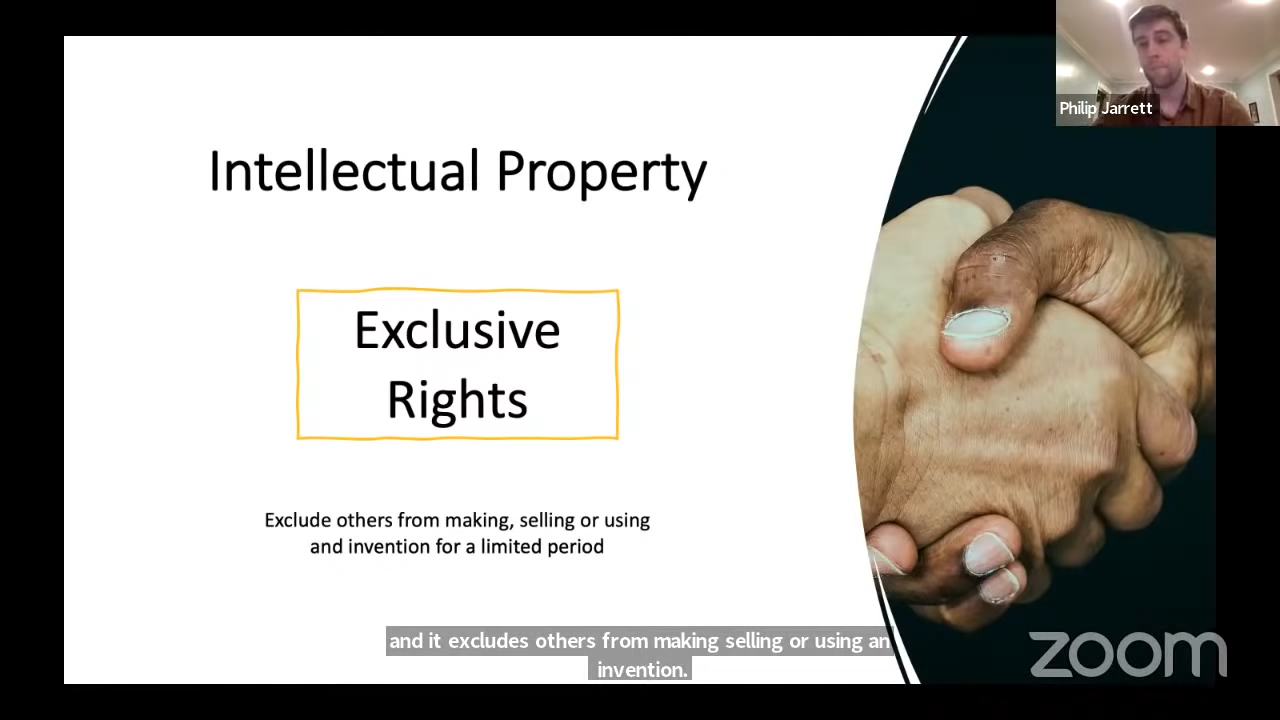 Philip Jarrett
Intellectual Property
Exclusive
Rights
Exclude others from making, selling or using
and invention for a limited period
and it excludes others from making selling or using an
invention.
zoom